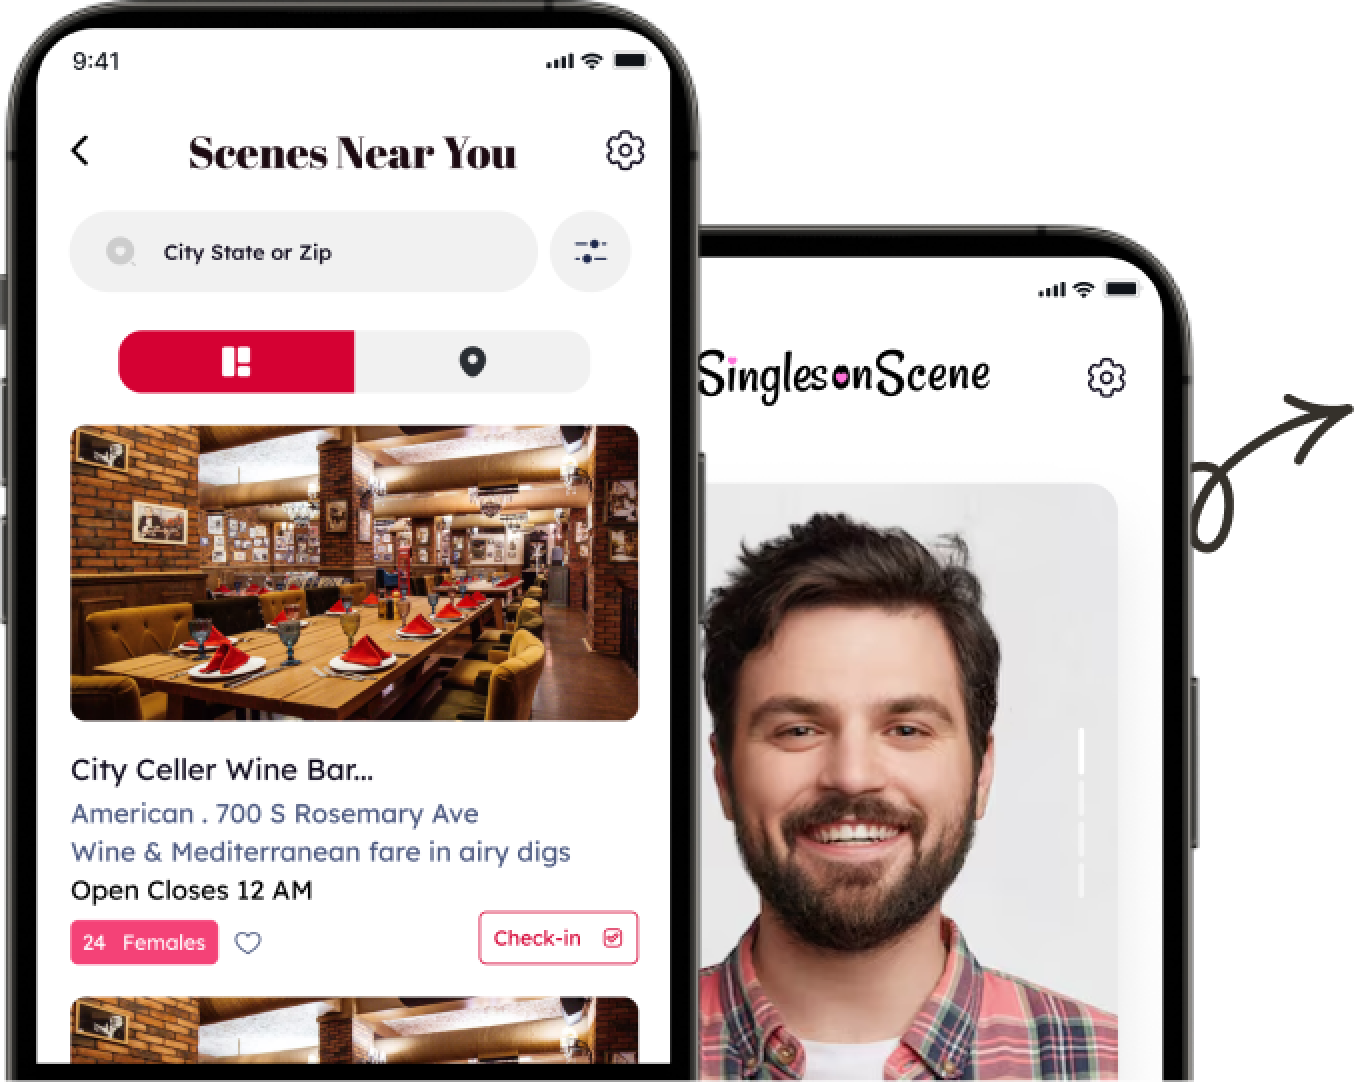 9:41
Scenes Near You
City State or Zip
City Celler Wine Bar...
American . 700 S Rosemary Ave
Wine & Mediterranean fare in airy digs
Open Closes 12 AM
24 Females
Check-in
SinglesonScene